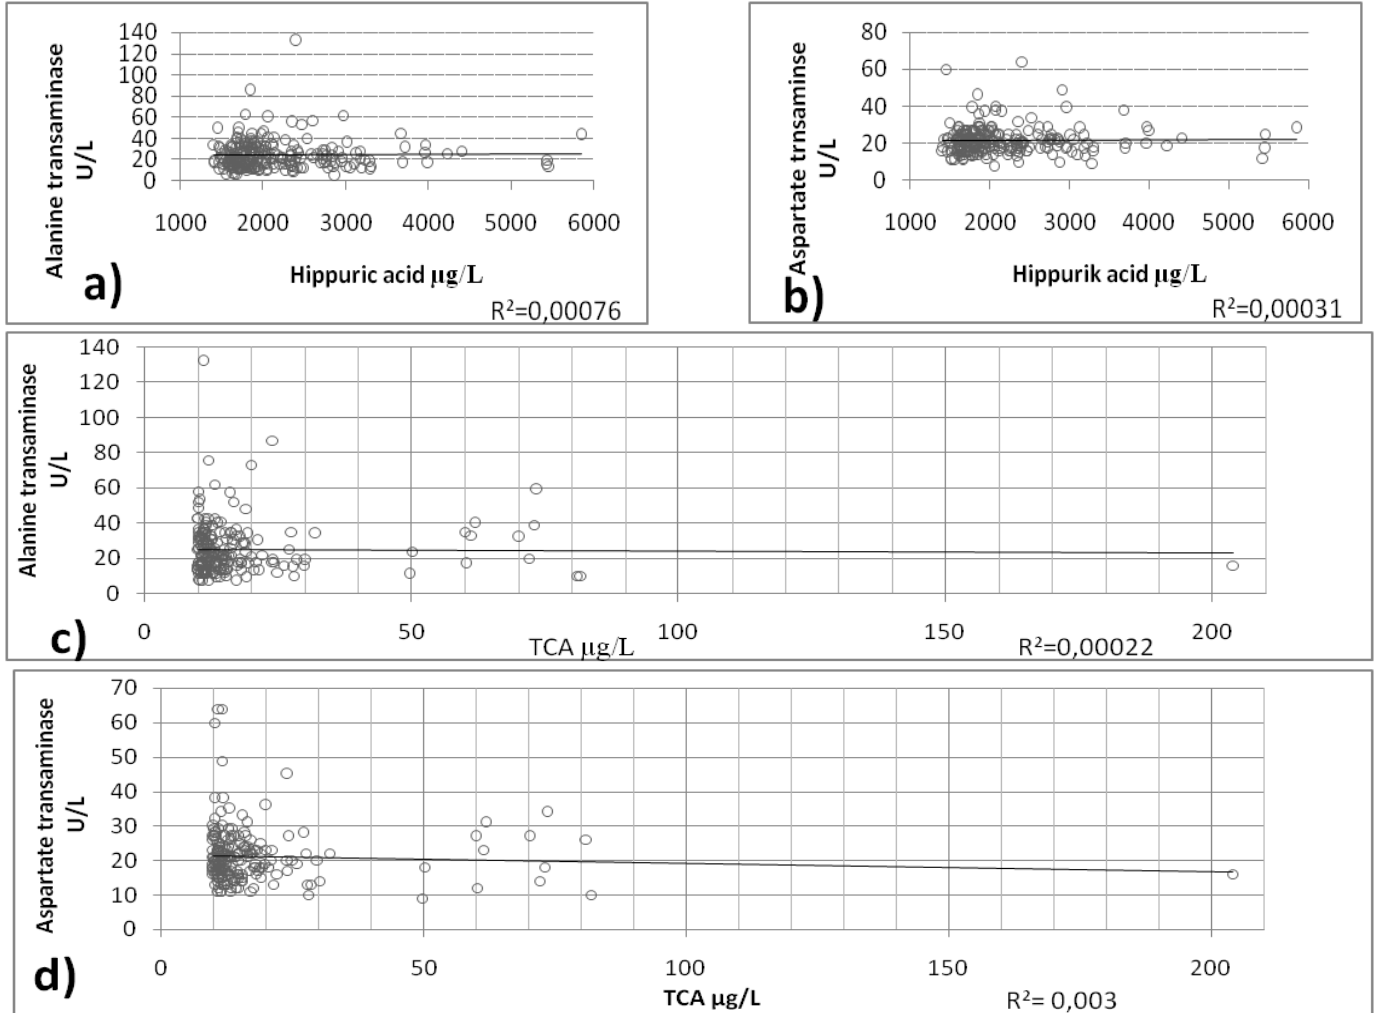 140
120
100
80
60
40
20
0
1000 2000 3000 4000 5000 6000
Alanine transaminase
U/L
Hippuric acid µg/L
a)
R²=0,00076
80
60
40
20
0
1000 2000 3000 4000 5000 6000
Aspartate trnsaminse
U/L
Hippurik acid µg/L
b)
R²=0,00031
140
120
100
80
60
40
20
0
0 50 100 150 200
Alanine transaminase
U/L
c)
TCA µg/L
R²=0,00022
70
60
50
40
30
20
10
0
0 50 100 150 200
Aspartate transaminase
U/L
d)
TCA µg/L
R²= 0,003